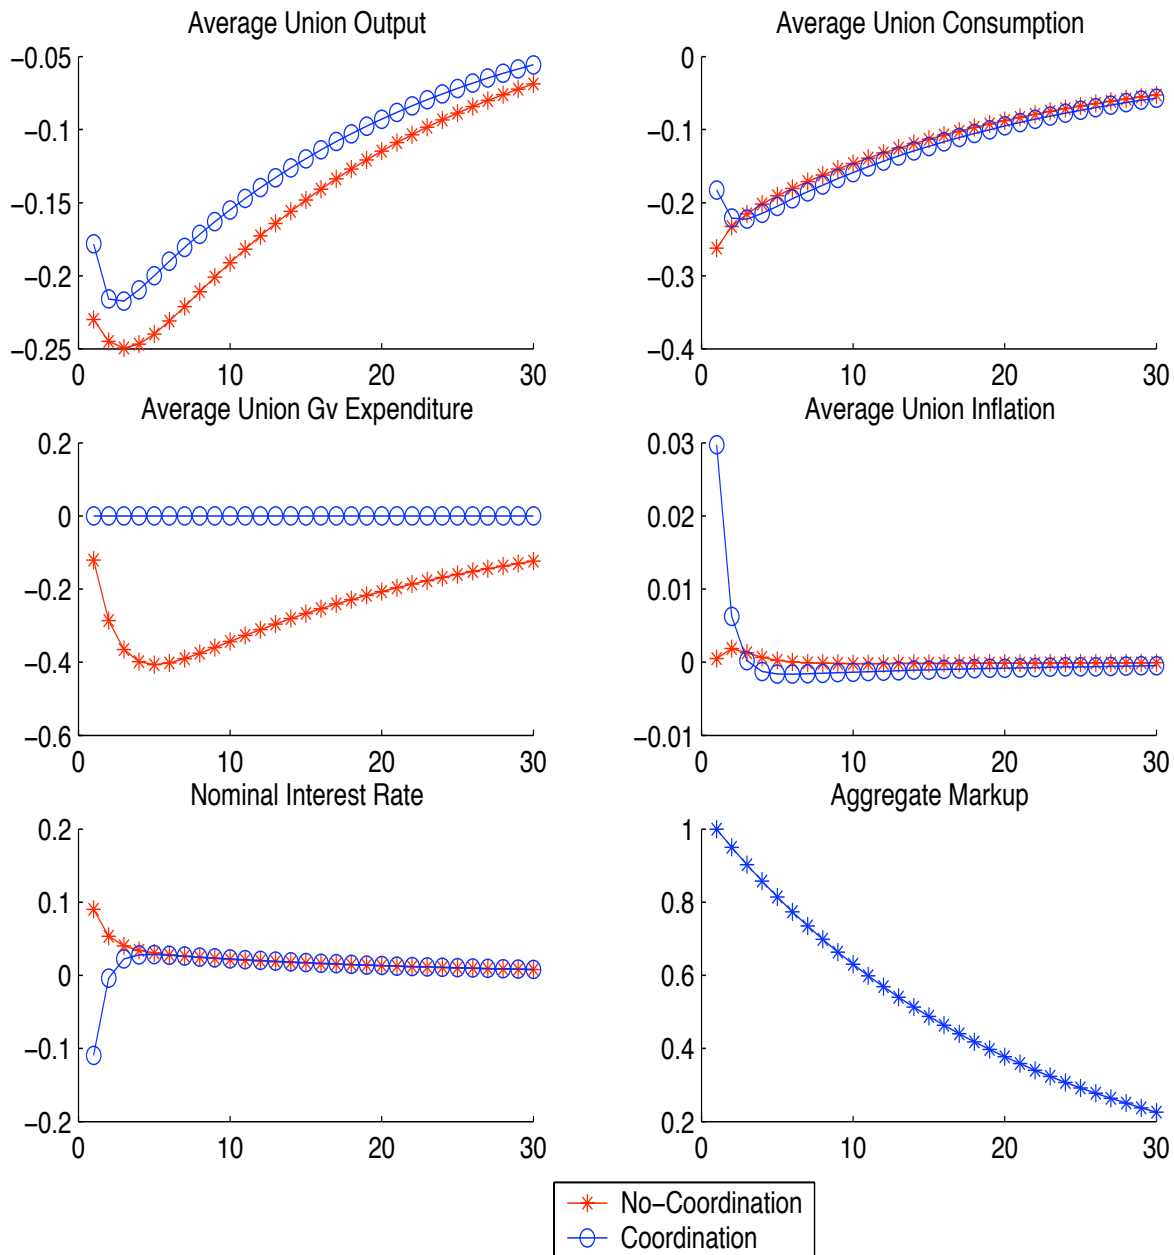 Average Union Output
−0.05
−0.1
−0.15
−0.2
−0.25
0 10 20 30
Average Union Consumption
0
−0.1
−0.2
−0.3
−0.4
0 10 20 30
Average Union Gv Expenditure
0.2
0
−0.2
−0.4
−0.6
0 10 20 30
Average Union Inflation
0.03
0.02
0.01
0
−0.01
0 10 20 30
Nominal Interest Rate
0.2
0.1
0
−0.1
−0.2
0 10 20 30
Aggregate Markup
1
0.8
0.6
0.4
0.2
0 10 20 30
No−Coordination
Coordination